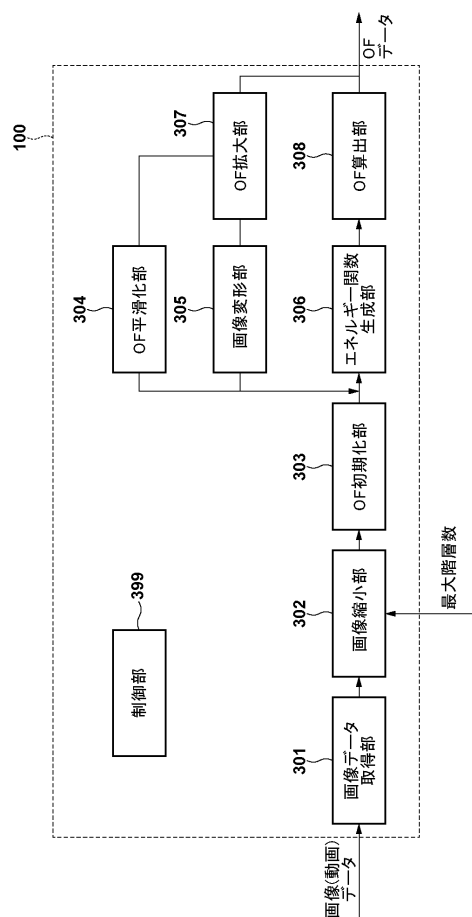 100
制御部
399
OF平滑化部
304
画像変形部
305
OF拡大部
307
画像(動画)
データ
画像データ
取得部
301
画像縮小部
302
OF初期化部
303
エネルギー関数
生成部
306
OF算出部
308
OF
データ
最大階層数